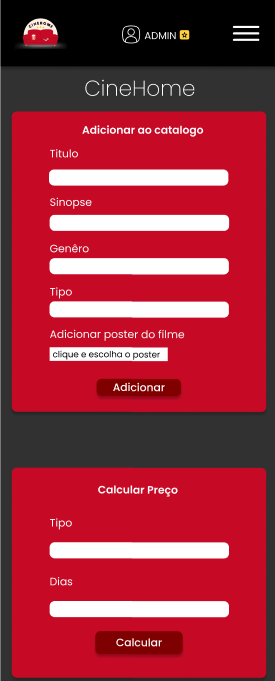 CINEHOME
ADMIN
CineHome
Adicionar ao catalogo
Titulo
Sinopse
Genêro
Tipo
Adicionar poster do filme
clique e escolha o poster
Adicionar
Calcular Preço
Tipo
Dias
Calcular